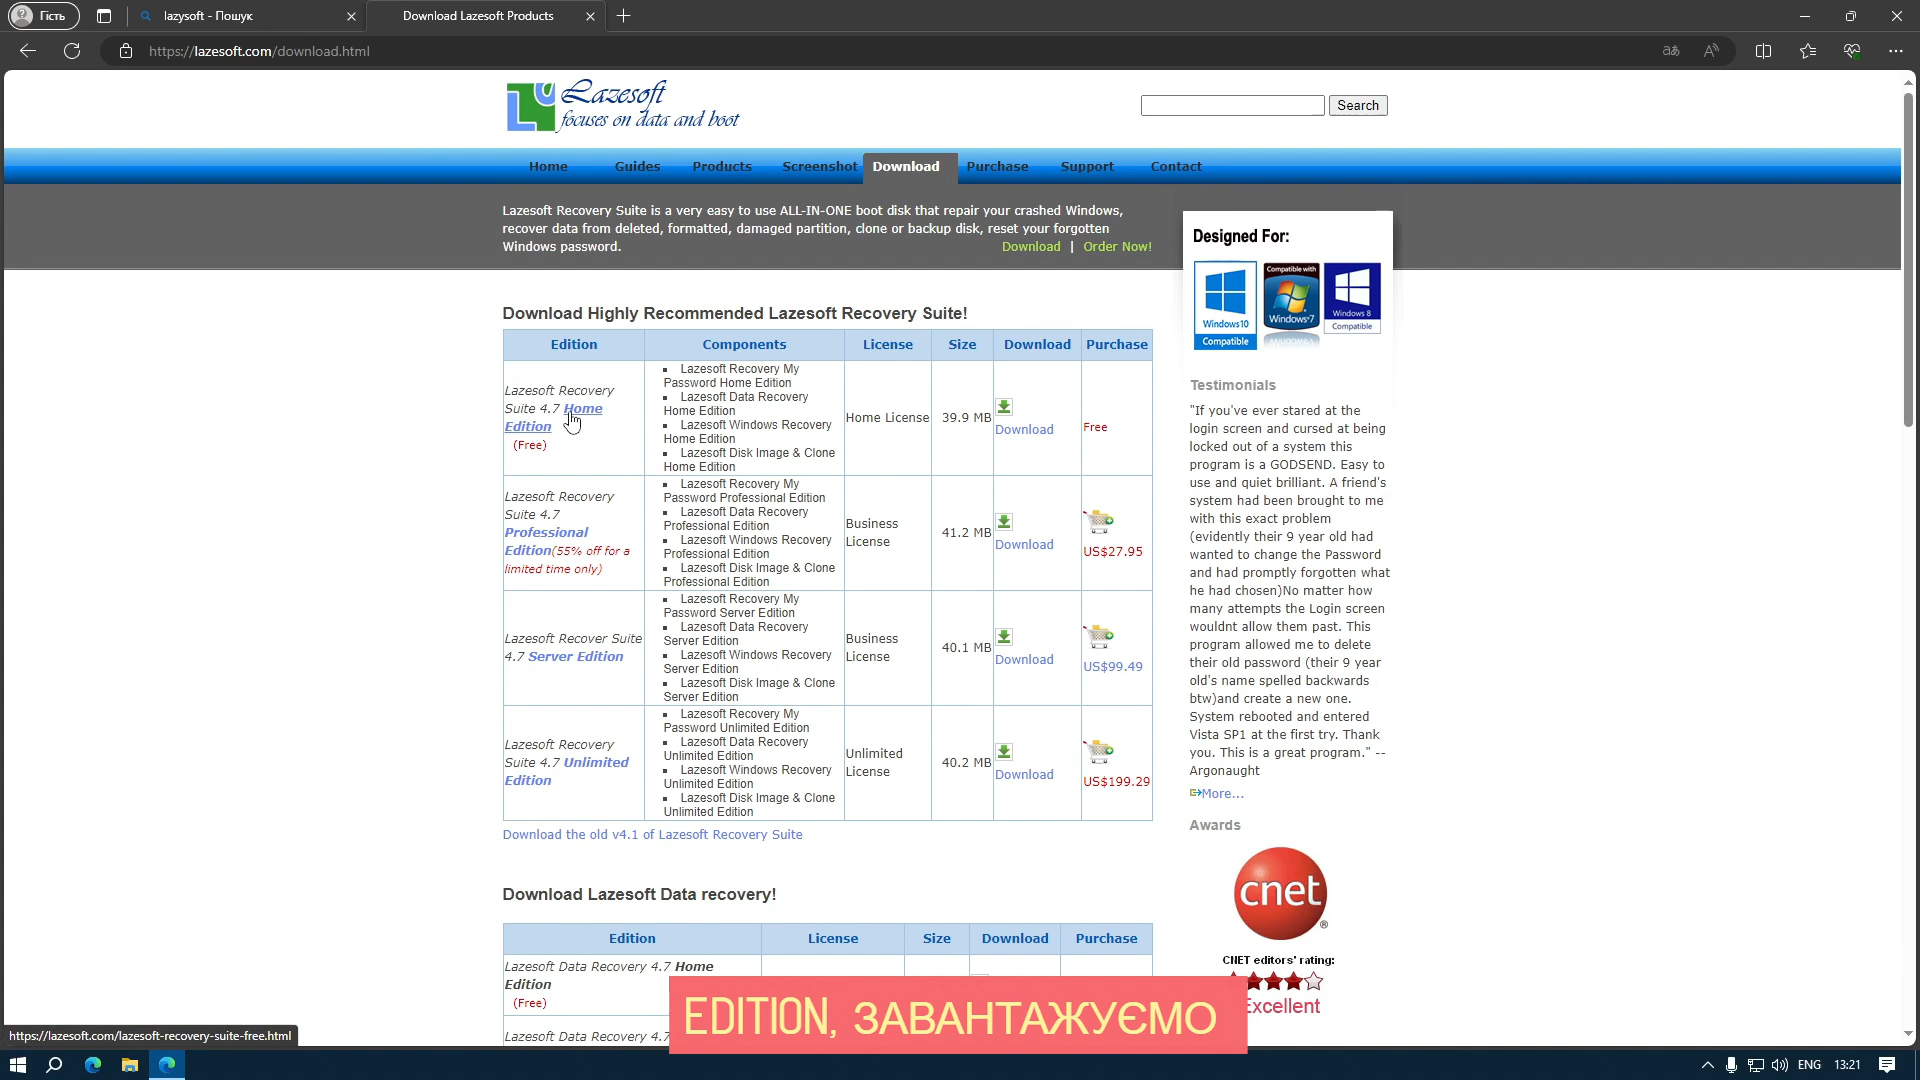 Гість
lazysoft - Пошук
Download Lazesoft Products
https://lazesoft.com/download.html
Lazesoft
focuses on data and boot
Search
Home
Guides
Products
Screenshot
Download
Purchase
Support
Contact
Lazesoft Recovery Suite is a very easy to use ALL-IN-ONE boot disk that repair your crashed Windows,
recover data from deleted, formatted, damaged partition, clone or backup disk, reset your forgotten
Windows password.
Download | Order Now!
Designed For:
Windows10
Compatible
Compatible with
Windows 7
Windows 8
Compatible
Download Highly Recommended Lazesoft Recovery Suite!
Edition
Components
License
Size
Download
Purchase
Lazesoft Recovery
Suite 4.7 Home
Edition
(Free)
Lazesoft Recovery My
Password Home Edition
Lazesoft Data Recovery
Home Edition
Lazesoft Windows Recovery
Home Edition
Lazesoft Disk Image & Clone
Home Edition
Home License
39.9 MB
Download
Free
Lazesoft Recovery
Suite 4.7
Professional
Edition(55% off for a
limited time only)
Lazesoft Recovery My
Password Professional Edition
Lazesoft Data Recovery
Professional Edition
Lazesoft Windows Recovery
Professional Edition
Lazesoft Disk Image & Clone
Professional Edition
Business
License
41.2 MB
Download
US$27.95
Lazesoft Recover Suite
4.7 Server Edition
Lazesoft Recovery My
Password Server Edition
Lazesoft Data Recovery
Server Edition
Lazesoft Windows Recovery
Server Edition
Lazesoft Disk Image & Clone
Server Edition
Business
License
40.1 MB
Download
US$99.49
Lazesoft Recovery
Suite 4.7 Unlimited
Edition
Lazesoft Recovery My
Password Unlimited Edition
Lazesoft Data Recovery
Unlimited Edition
Lazesoft Windows Recovery
Unlimited Edition
Lazesoft Disk Image & Clone
Unlimited Edition
Unlimited
License
40.2 MB
Download
US$199.29
Download the old v4.1 of Lazesoft Recovery Suite
Download Lazesoft Data recovery!
Edition
License
Size
Download
Purchase
Lazesoft Data Recovery 4.7 Home
Edition
(Free)
Lazesoft Data Recovery 4.7
Testimonials
"If you've ever stared at the
login screen and cursed at being
locked out of a system this
program is a GODSEND. Easy to
use and quiet brilliant. A friend's
system had been brought to me
with this exact problem
(evidently their 9 year old had
wanted to change the Password
and had promptly forgotten what
he had chosen)No matter how
many attempts the Login screen
wouldnt allow them past. This
program allowed me to delete
their old password (their 9 year
old's name spelled backwards
btw)and create a new one.
System rebooted and entered
Vista SP1 at the first try. Thank
you. This is a great program." --
Argonaught
More...
Awards
cnet
CNET editors' rating:
Excellent
EDITION, ЗАВАНТАЖУЄМО
https://lazesoft.com/lazesoft-recovery-suite-free.html
ENG
13:21